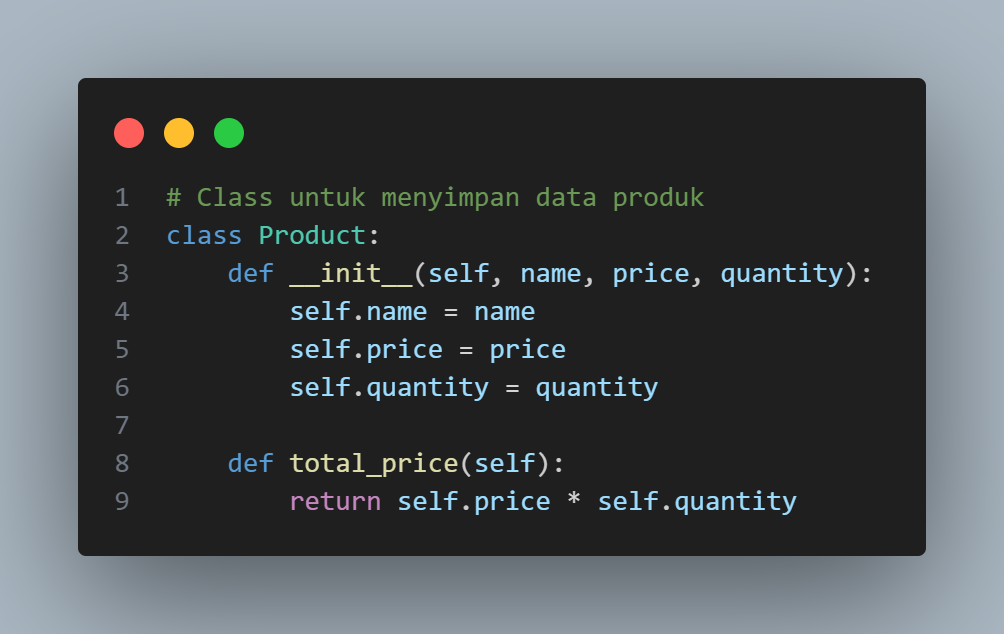 1 # Class untuk menyimpan data produk
2 class Product:
3     def __init__(self, name, price, quantity):
4         self.name = name
5         self.price = price
6         self.quantity = quantity
7
8     def total_price(self):
9         return self.price * self.quantity